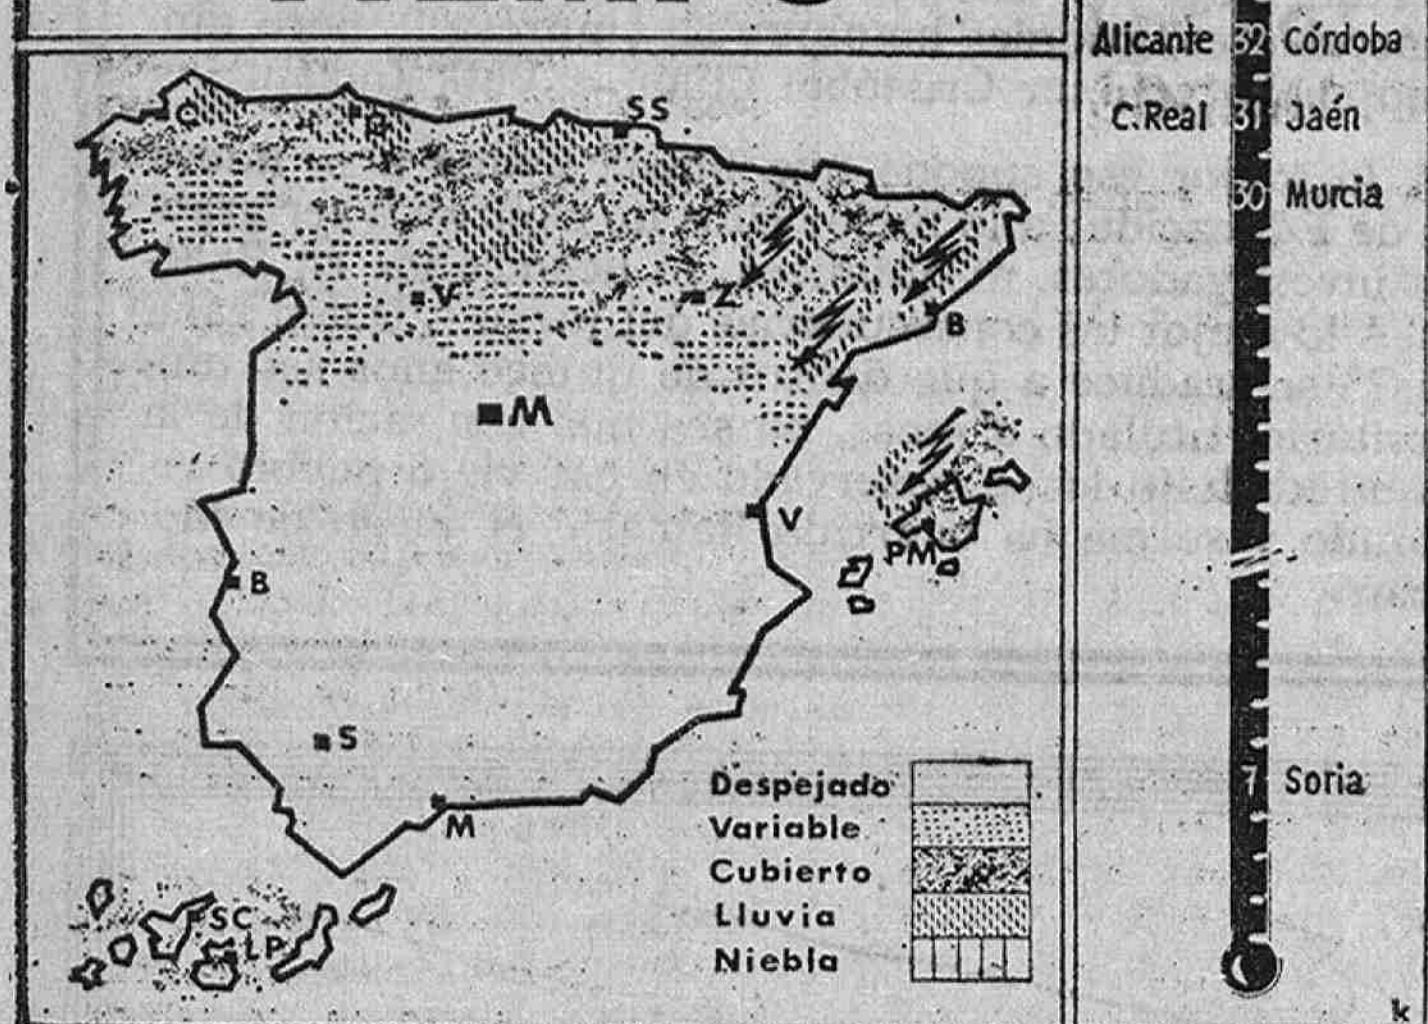 Alicante 32 Córdoba
C.Real 31 Jaén
30 Murcia
7 Soria
k
C
SS
V
Z
B
M
V
PM
B
S
M
SC
LP
Despejado
Variable
Cubierto
Lluvia
Niebla